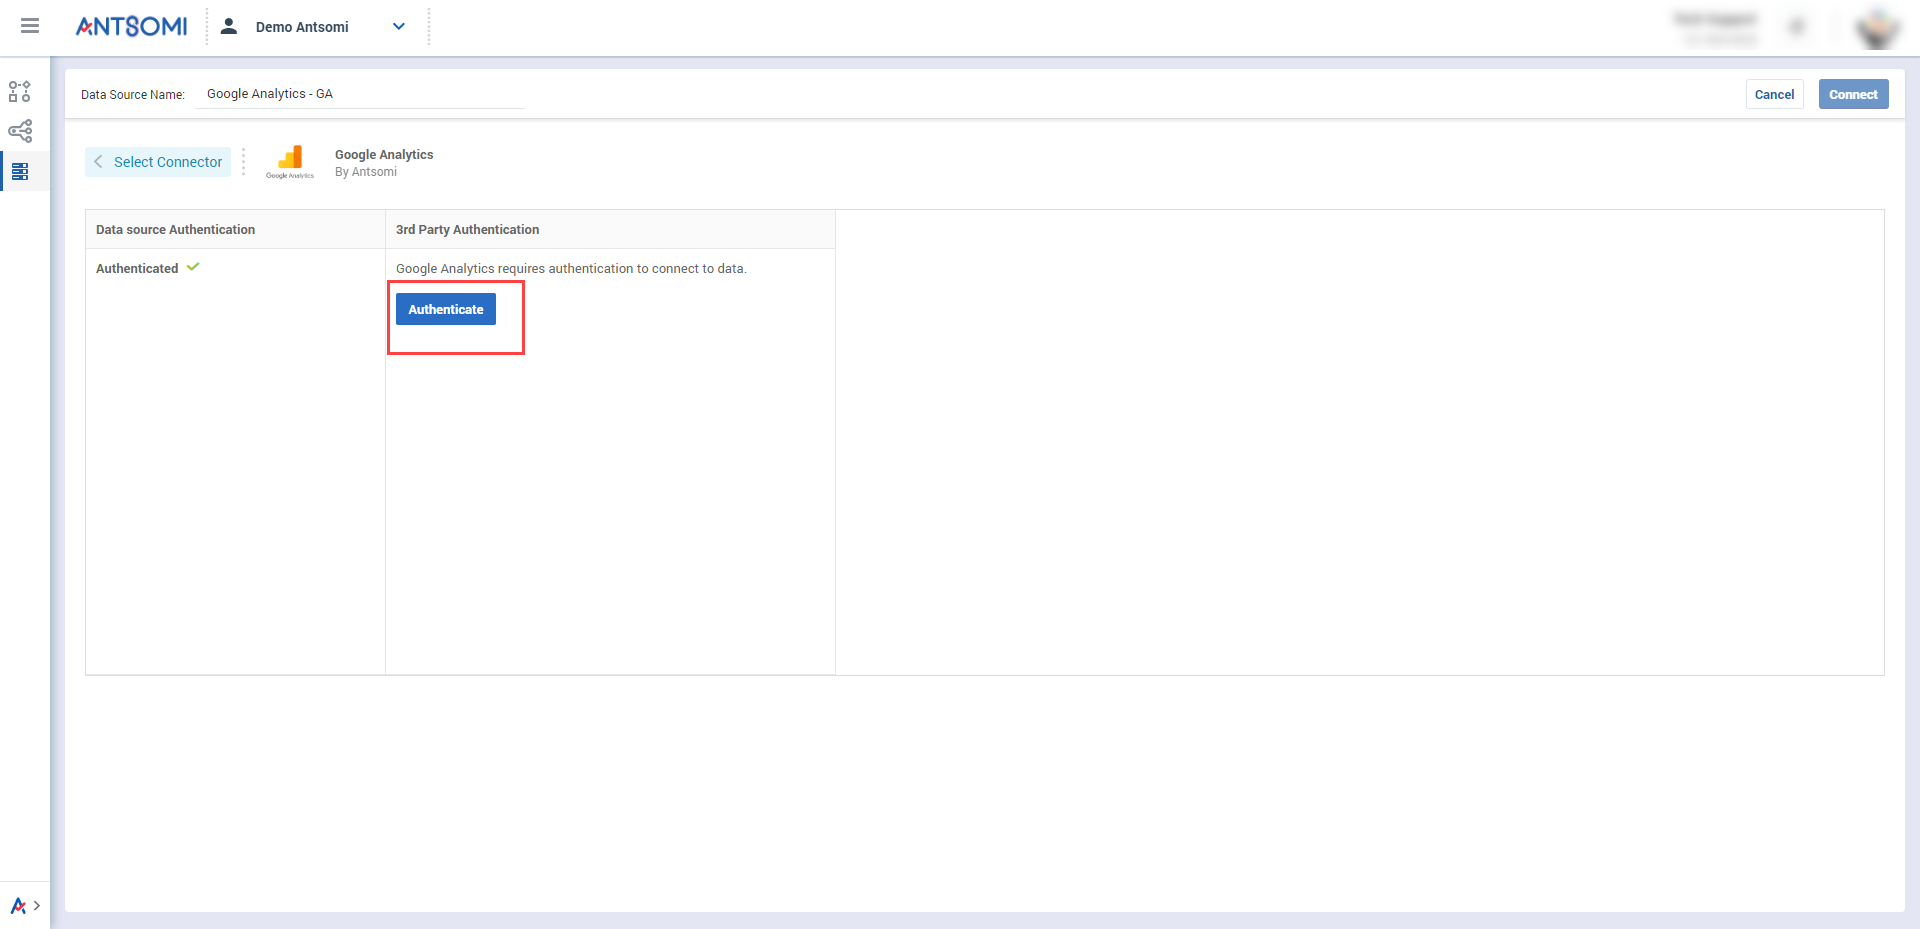 ANTSOMI
Demo Antsomi
Data Source Name: Google Analytics - GA
Cancel
Connect
Select Connector
Google Analytics
Google Analytics
By Antsomi
Data source Authentication
3rd Party Authentication
Authenticated
Google Analytics requires authentication to connect to data.
Authenticate